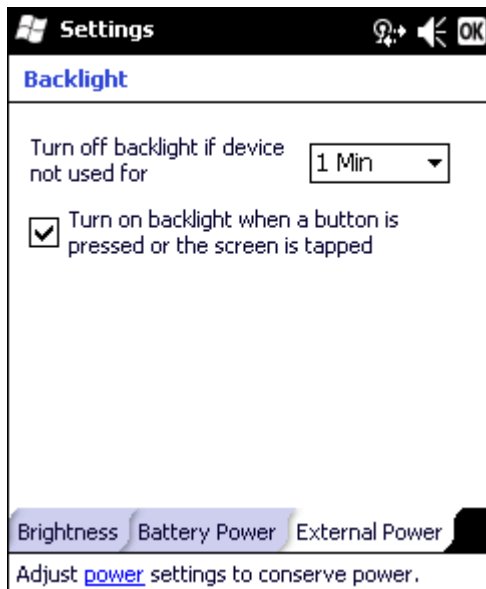 Settings
OK
Backlight
Turn off backlight if device
not used for
1 Min
Turn on backlight when a button is
pressed or the screen is tapped
Brightness
Battery Power
External Power
Adjust power settings to conserve power.